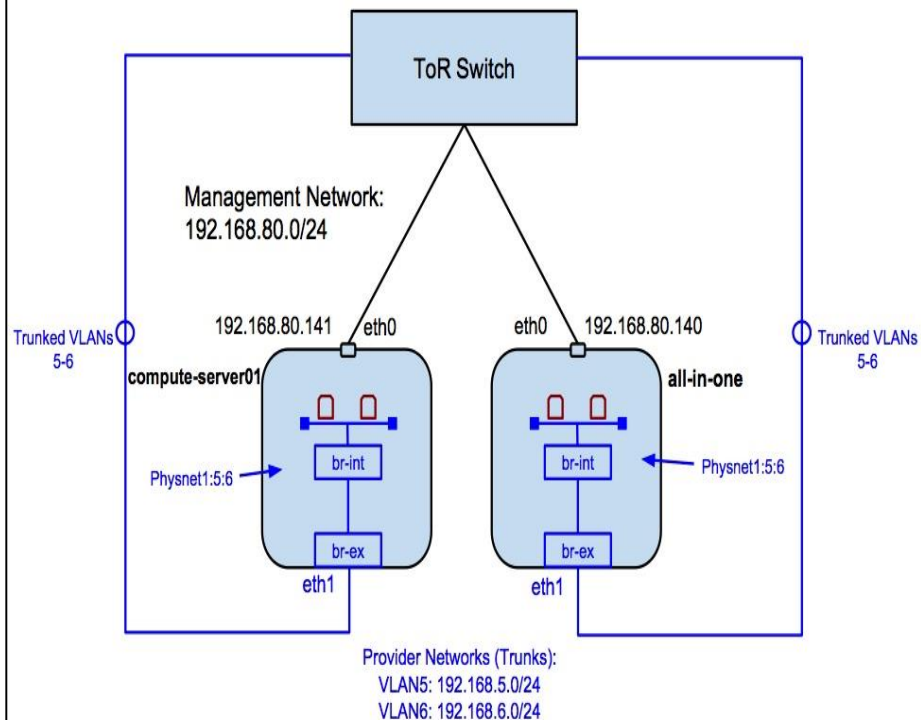 ToR Switch
Management Network:
192.168.80.0/24
192.168.80.141
eth0
eth0
192.168.80.140
Trunked VLANs
5-6
Trunked VLANs
5-6
compute-server01
all-in-one
br-int
br-int
Physnet1:5:6
Physnet1:5:6
br-ex
br-ex
eth1
eth1
Provider Networks (Trunks):
VLAN5: 192.168.5.0/24
VLAN6: 192.168.6.0/24